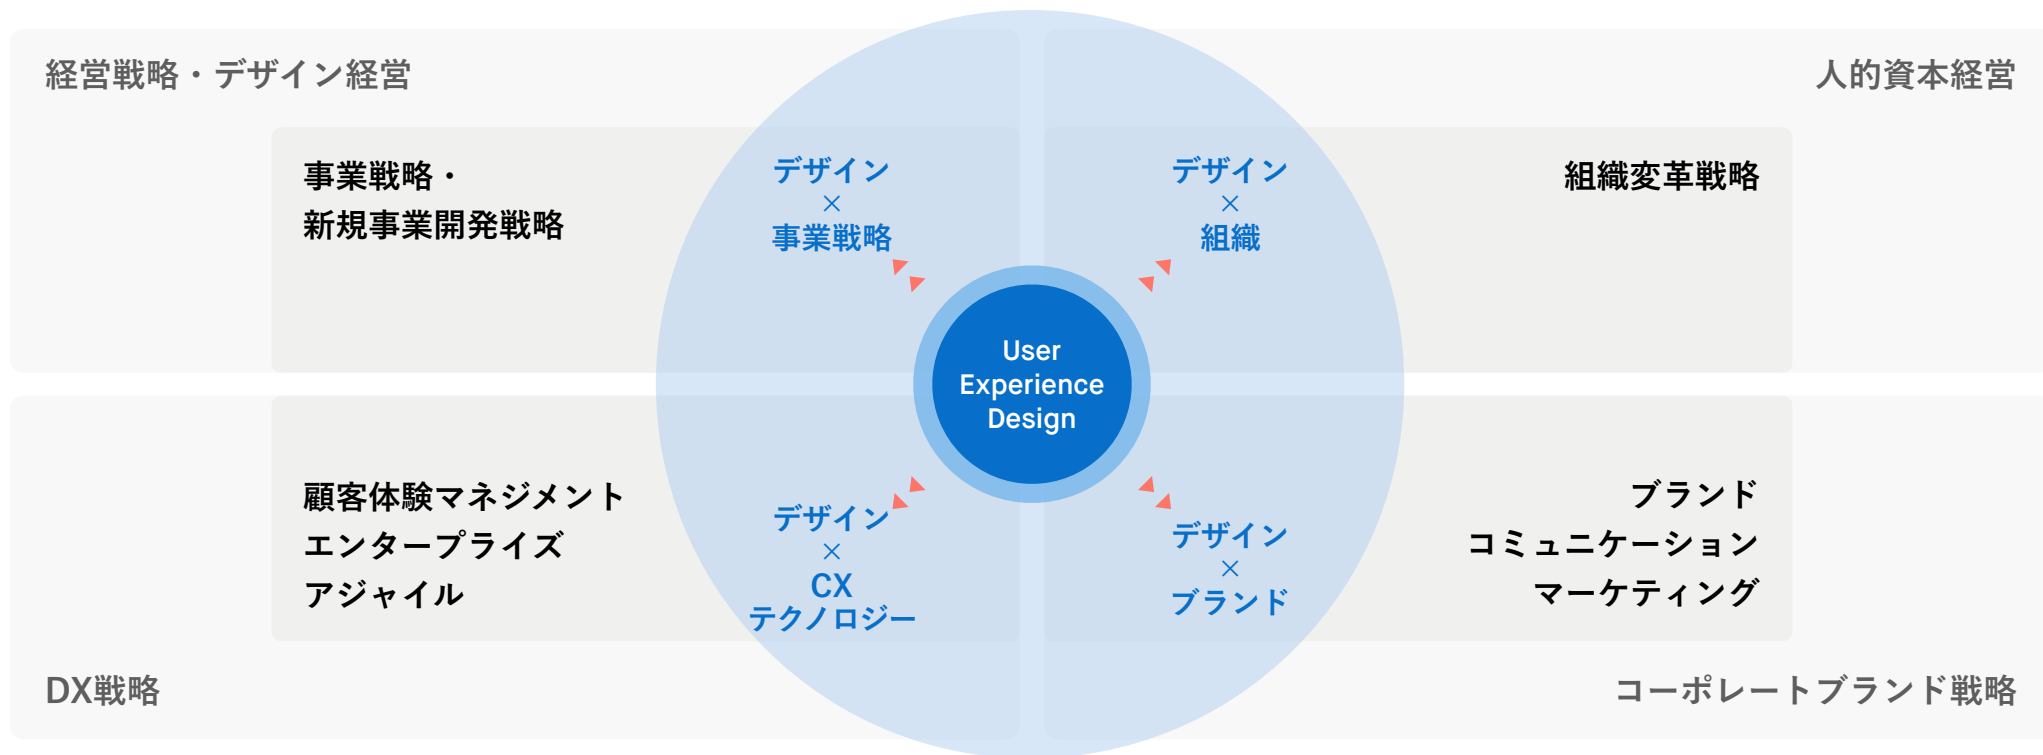 経営戦略・デザイン経営
人的資本経営
事業戦略・
新規事業開発戦略
デザイン
×
事業戦略
デザイン
×
組織
組織変革戦略
User
Experience
Design
顧客体験マネジメント
エンタープライズ
アジャイル
デザイン
×
CX
テクノロジー
デザイン
×
ブランド
ブランド
コミュニケーション
マーケティング
DX戦略
コーポレートブランド戦略